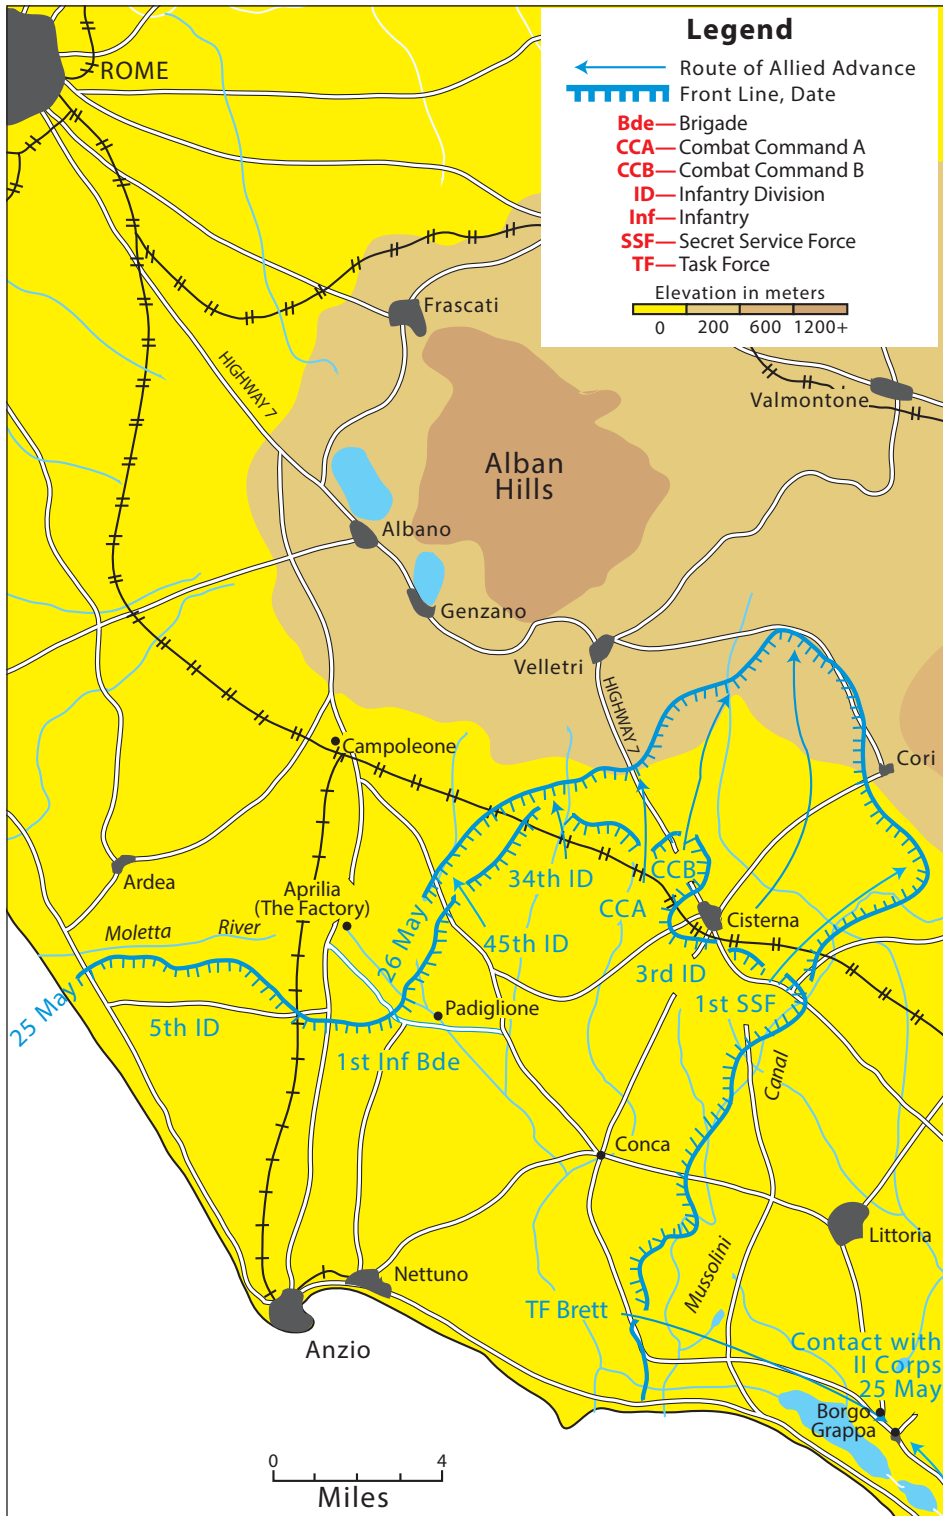 Legend
Route of Allied Advance
Front Line, Date
Bde—Brigade
CCA—Combat Command A
CCB—Combat Command B
ID—Infantry Division
Inf—Infantry
SSF—Secret Service Force
TF—Task Force
Elevation in meters
0 200 600 1200+
ROME
Frascati
HIGHWAY 7
Valmontone
Alban
Hills
Albano
Genzano
Velletri
HIGHWAY 7
Campoleone
Cori
Ardea
Aprilia
(The Factory)
34th ID
CCB
CCA
Cisterna
Moletta River
26 May
45th ID
3rd ID
1st SSF
25 May
5th ID
Padiglione
1st Inf Bde
Canal
Conca
Mussolini
Littoria
Nettuno
TF Brett
Anzio
Contact with
II Corps
25 May
Borgo
Grappa
0 4
Miles